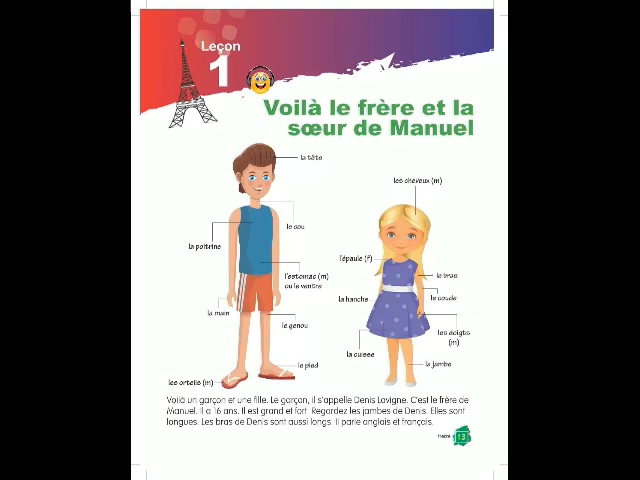 Leçon
1
Voilà le frère et la
sœur de Manuel
la tête
les cheveux (m)
le cou
la poitrine
l'épaule (f)
l'estomac (m)
ou le ventre
le bras
la hanche
le coude
la main
le genou
les doigts
(m)
la cuisse
le pied
la jambe
les orteils (m)
Voilà un garçon et une fille. Le garçon, il s'appelle Denis Lavigne. C'est le frère de
Manuel. Il a 16 ans. Il est grand et fort. Regardez les jambes de Denis. Elles sont
longues. Les bras de Denis sont aussi longs. Il parle anglais et français.
treize 13